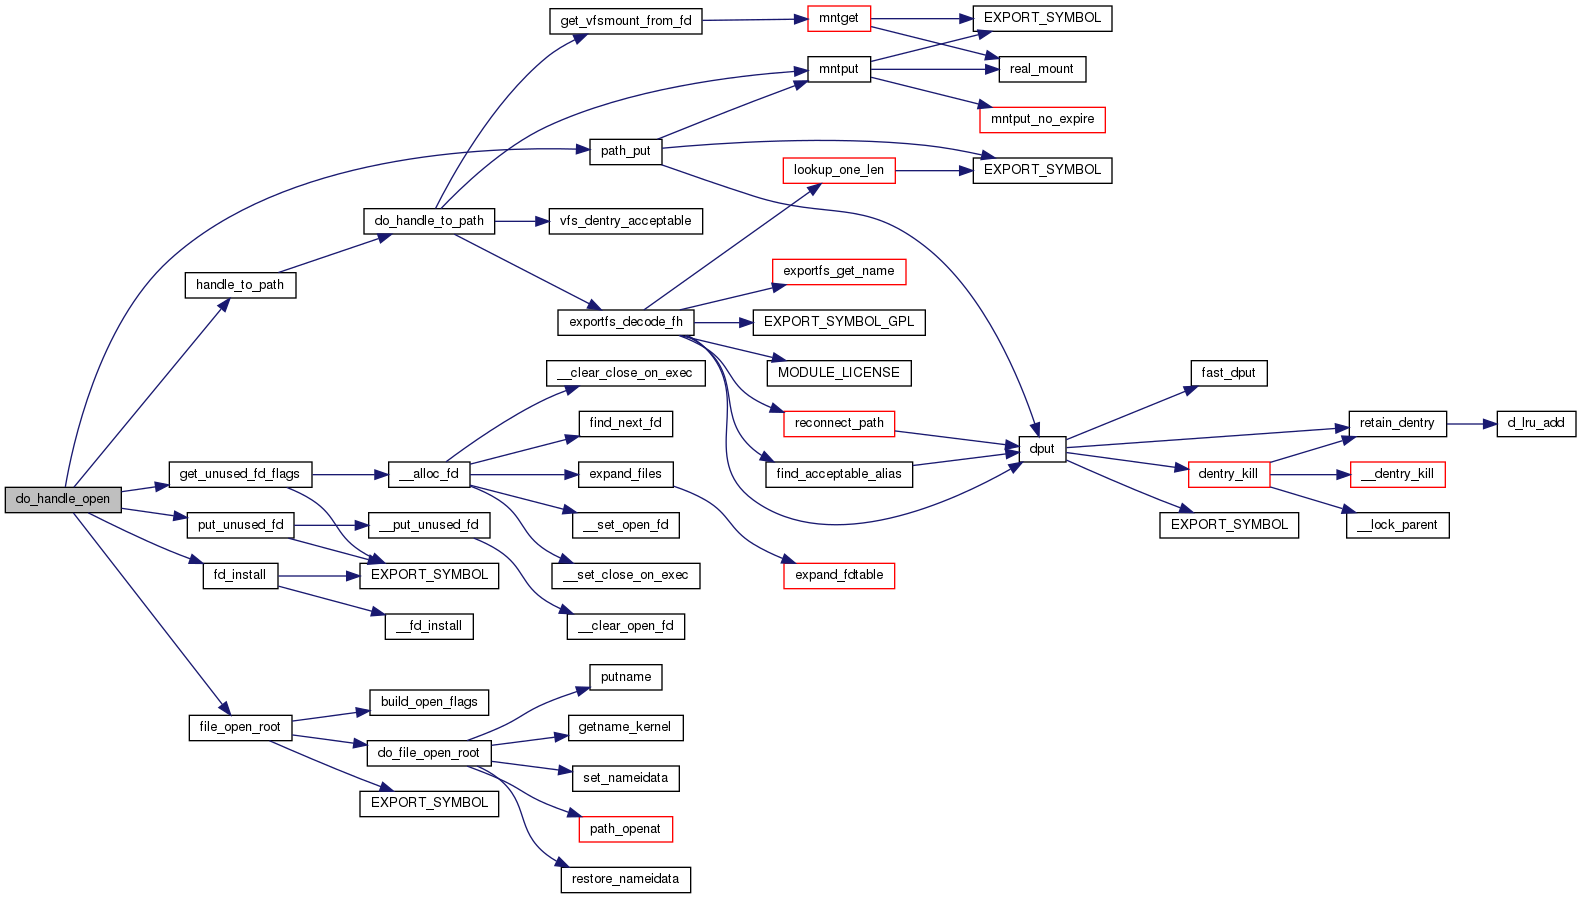 get_vfsmount_from_fd
mntget
EXPORT_SYMBOL
mntput
real_mount
mntput_no_expire
path_put
lookup_one_len
EXPORT_SYMBOL
do_handle_to_path
vfs_dentry_acceptable
handle_to_path
exportfs_get_name
exportfs_decode_fh
EXPORT_SYMBOL_GPL
__clear_close_on_exec
MODULE_LICENSE
fast_dput
find_next_fd
reconnect_path
retain_dentry
d_lru_add
dput
get_unused_fd_flags
__alloc_fd
expand_files
find_acceptable_alias
dentry_kill
__dentry_kill
do_handle_open
put_unused_fd
__put_unused_fd
__set_open_fd
EXPORT_SYMBOL
__lock_parent
fd_install
EXPORT_SYMBOL
__set_close_on_exec
expand_fdtable
__fd_install
__clear_open_fd
putname
build_open_flags
file_open_root
getname_kernel
do_file_open_root
set_nameidata
EXPORT_SYMBOL
path_openat
restore_nameidata